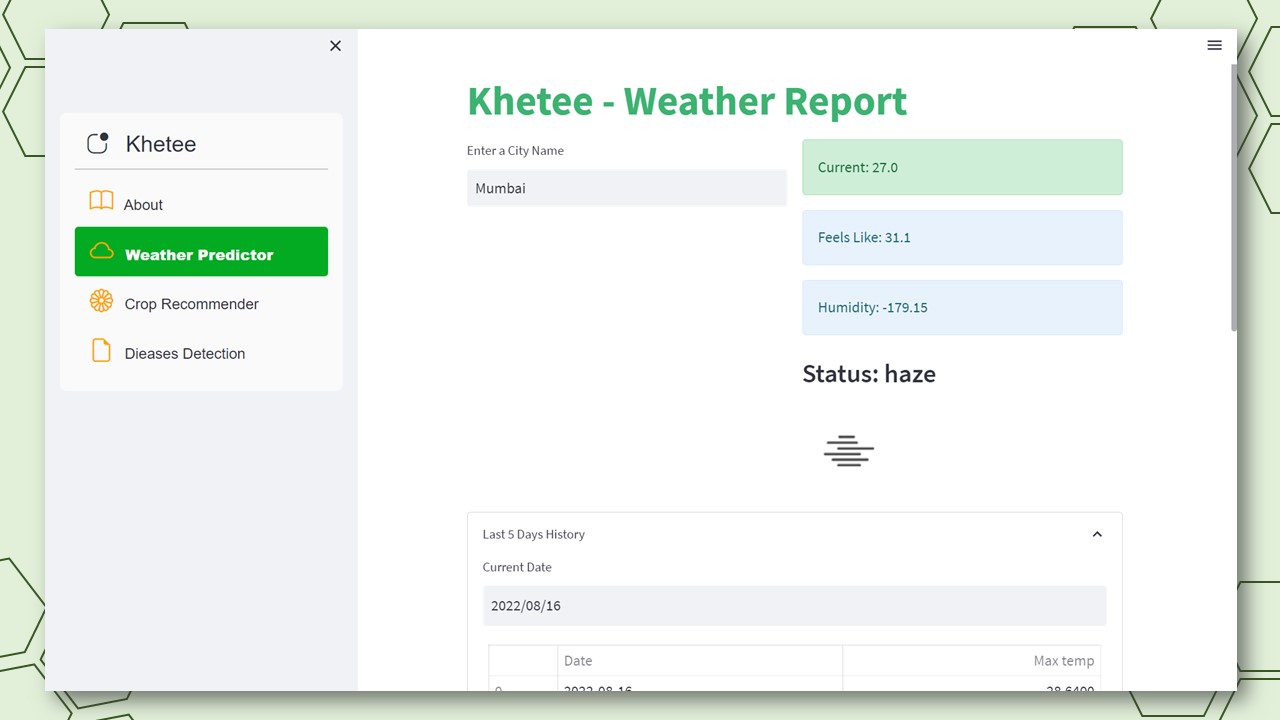 Khetee
About
Weather Predictor
Crop Recommender
Dieases Detection
Khetee - Weather Report
Enter a City Name
Mumbai
Current: 27.0
Feels Like: 31.1
Humidity: -179.15
Status: haze
Last 5 Days History
Current Date
2022/08/16
Date Max temp
0 2022-08-16 28.6400